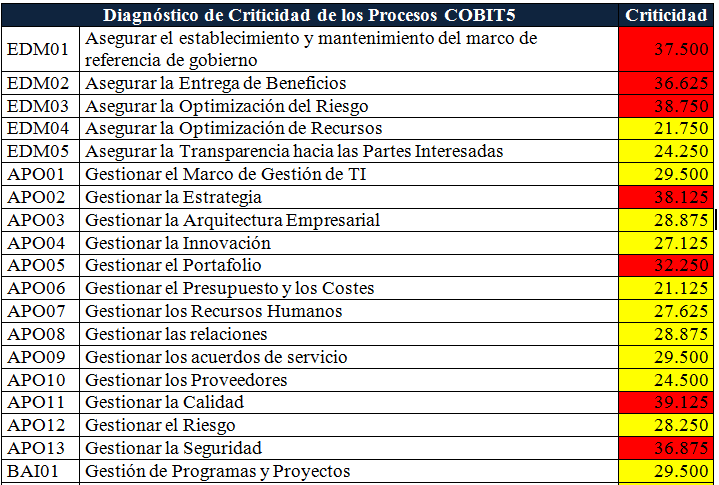 Diagnóstico de Criticidad de los Procesos COBIT5 Criticidad
EDM01 Asegurar el establecimiento y mantenimiento del marco de
referencia de gobierno 37.500
EDM02 Asegurar la Entrega de Beneficios 36.625
EDM03 Asegurar la Optimización del Riesgo 38.750
EDM04 Asegurar la Optimización de Recursos 21.750
EDM05 Asegurar la Transparencia hacia las Partes Interesadas 24.250
APO01 Gestionar el Marco de Gestión de TI 29.500
APO02 Gestionar la Estrategia 38.125
APO03 Gestionar la Arquitectura Empresarial 28.875
APO04 Gestionar la Innovación 27.125
APO05 Gestionar el Portafolio 32.250
APO06 Gestionar el Presupuesto y los Costes 21.125
APO07 Gestionar los Recursos Humanos 27.625
APO08 Gestionar las relaciones 28.875
APO09 Gestionar los acuerdos de servicio 29.500
APO10 Gestionar los Proveedores 24.500
APO11 Gestionar la Calidad 39.125
APO12 Gestionar el Riesgo 28.250
APO13 Gestionar la Seguridad 36.875
BAI01 Gestión de Programas y Proyectos 29.500